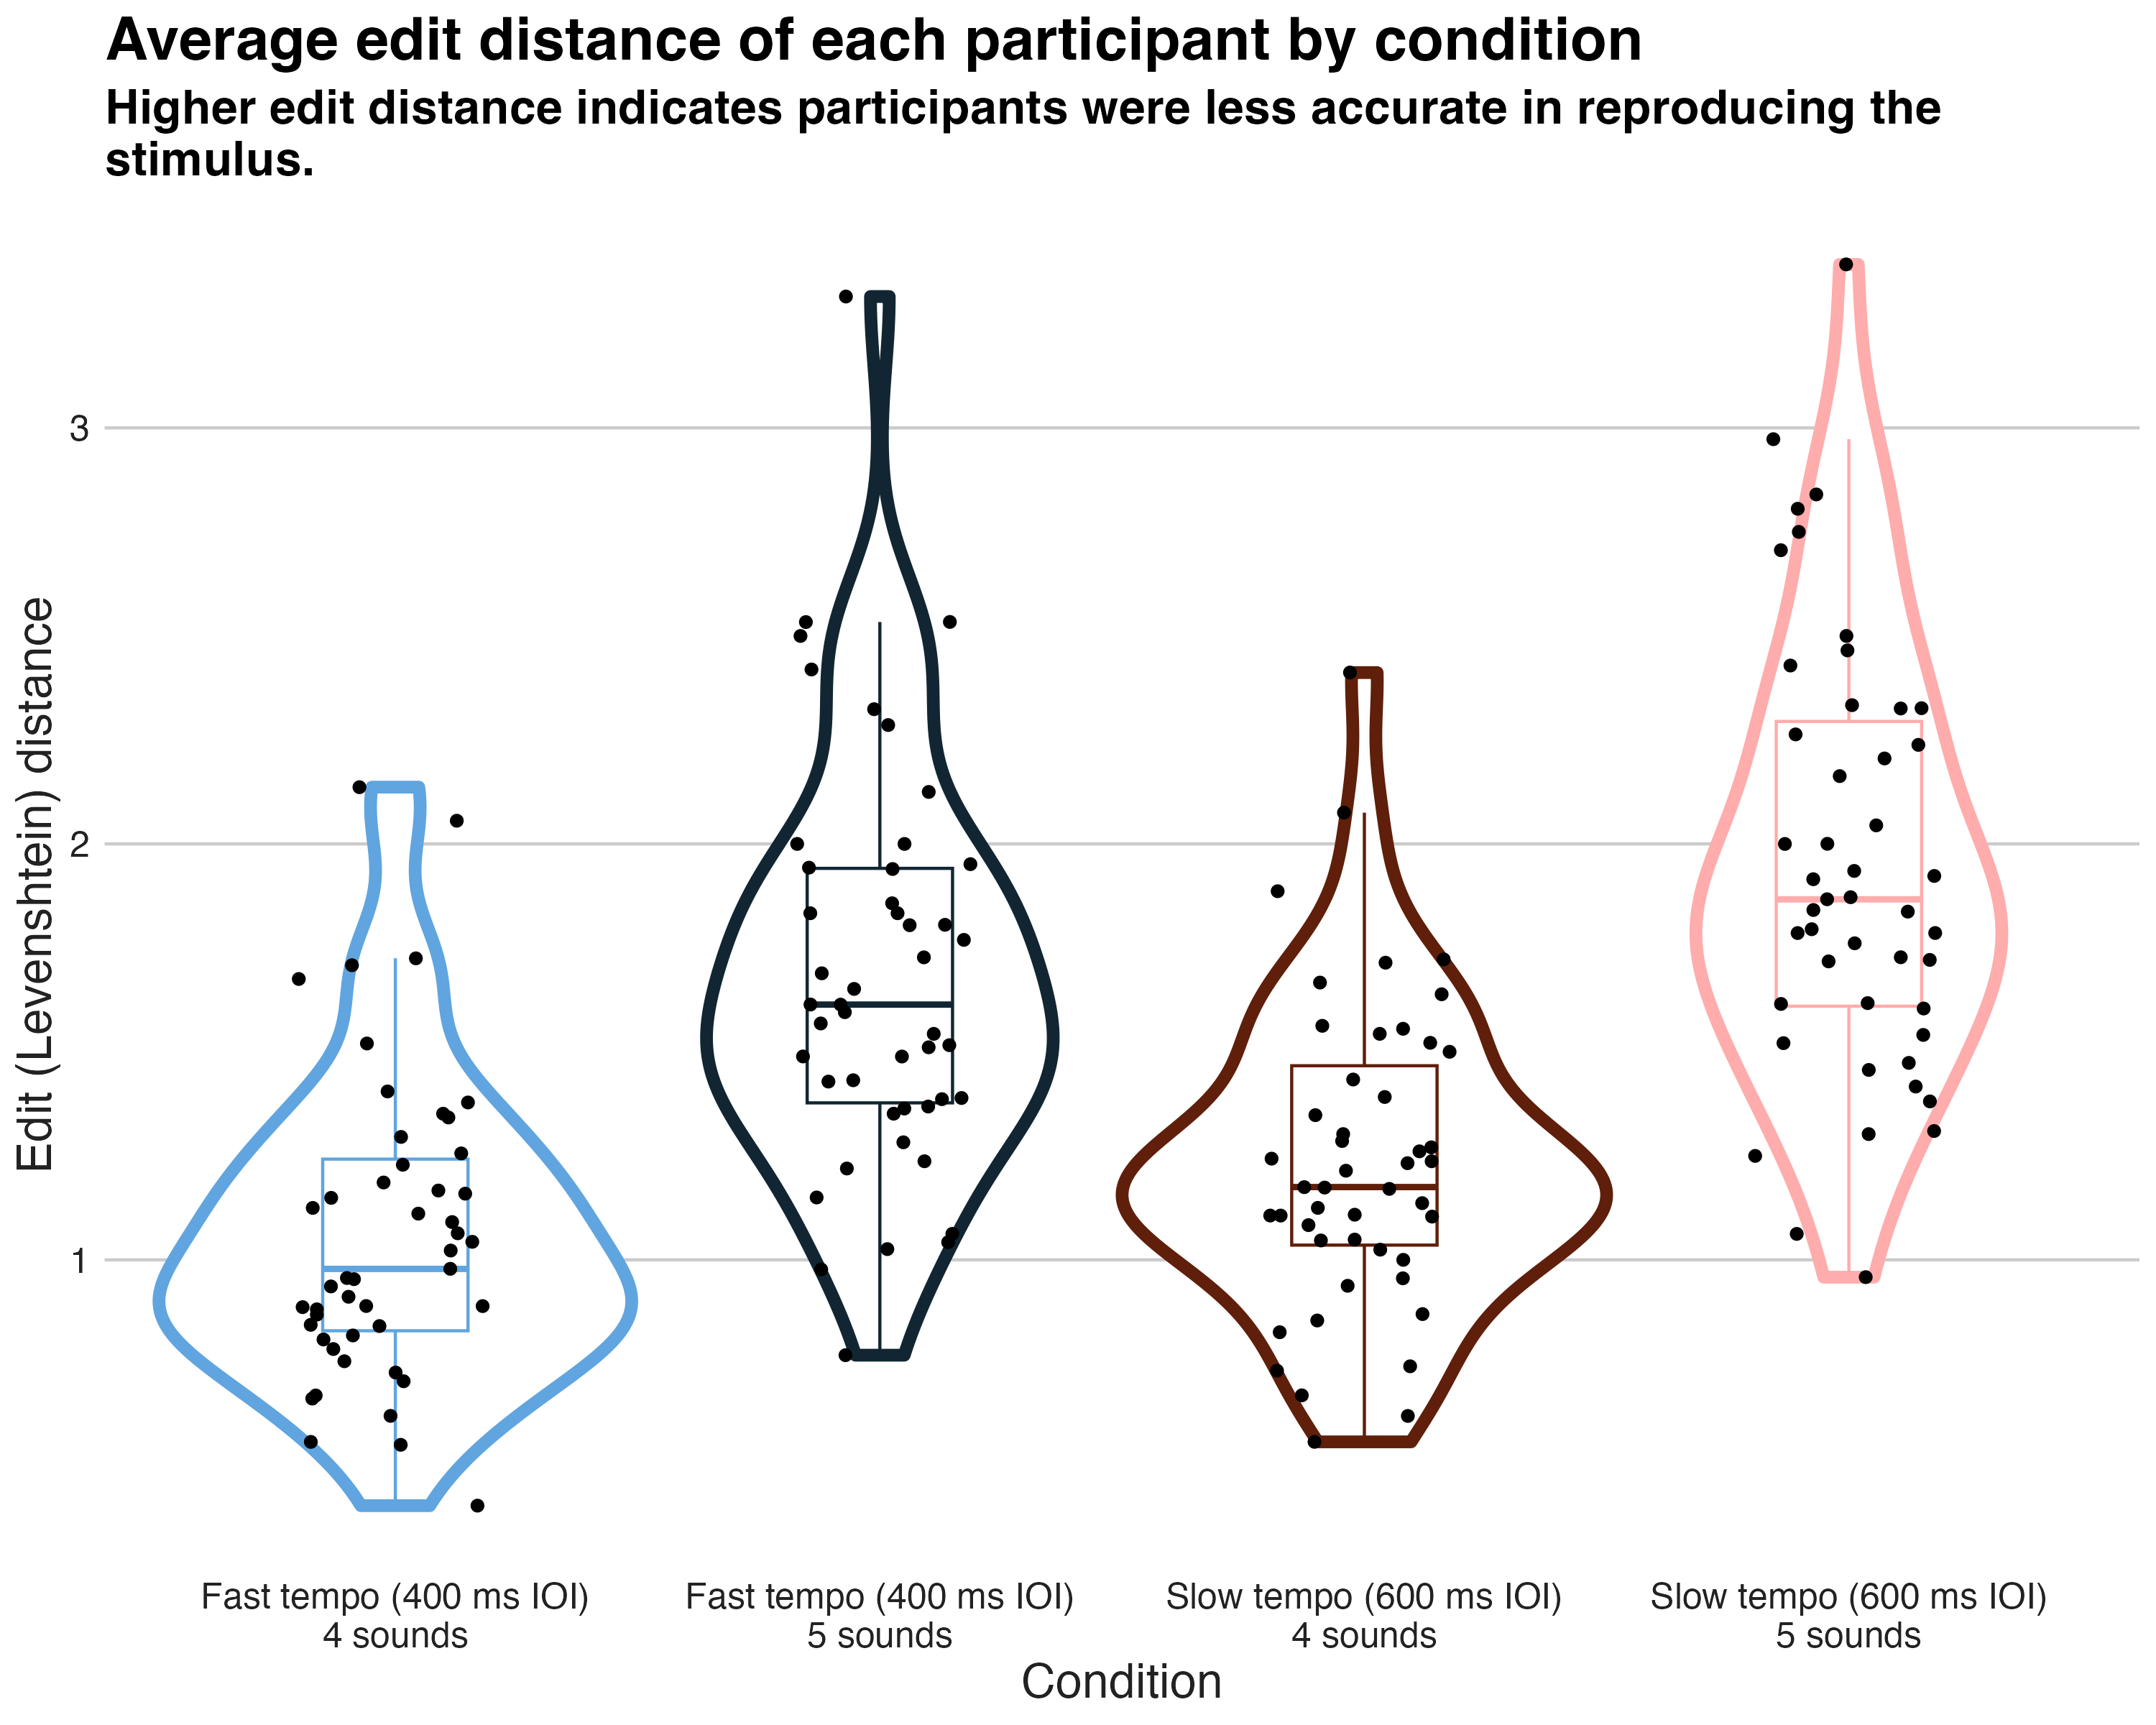 Average edit distance of each participant by condition
Higher edit distance indicates participants were less accurate in reproducing the
stimulus.
Edit (Levenshtein) distance
3
2
1
Fast tempo (400 ms IOI)
4 sounds
Fast tempo (400 ms IOI)
5 sounds
Slow tempo (600 ms IOI)
4 sounds
Slow tempo (600 ms IOI)
5 sounds
Condition